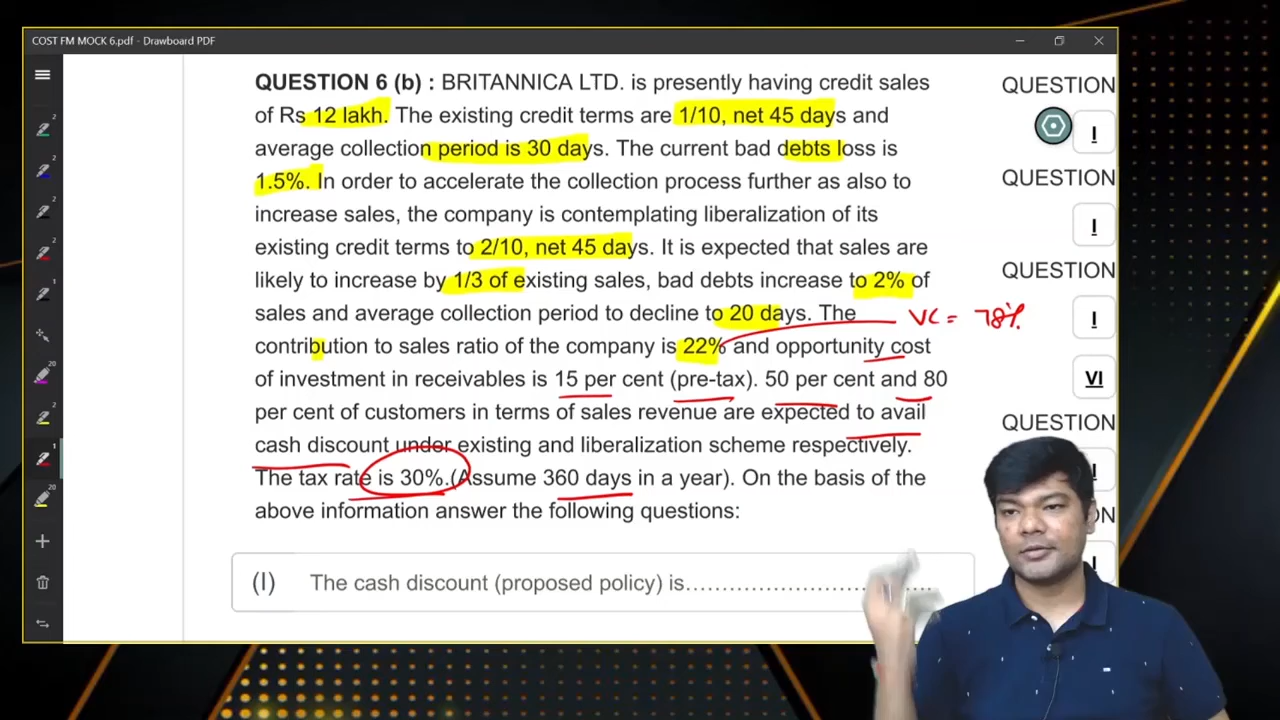 COST FM MOCK 6.pdf - Drawboard PDF
QUESTION 6 (b) : BRITANNICA LTD. is presently having credit sales
of Rs 12 lakh. The existing credit terms are 1/10, net 45 days and
average collection period is 30 days. The current bad debts loss is
1.5%. In order to accelerate the collection process further as also to
increase sales, the company is contemplating liberalization of its
existing credit terms to 2/10, net 45 days. It is expected that sales are
likely to increase by 1/3 of existing sales, bad debts increase to 2% of
sales and average collection period to decline to 20 days. The
VC = 78%
contribution to sales ratio of the company is 22% and opportunity cost
of investment in receivables is 15 per cent (pre-tax). 50 per cent and 80
per cent of customers in terms of sales revenue are expected to avail
cash discount under existing and liberalization scheme respectively.
The tax rate is 30%.(Assume 360 days in a year). On the basis of the
above information answer the following questions:
(I) The cash discount (proposed policy) is
QUESTION
I
QUESTION
I
QUESTION
I
VI
QUESTION